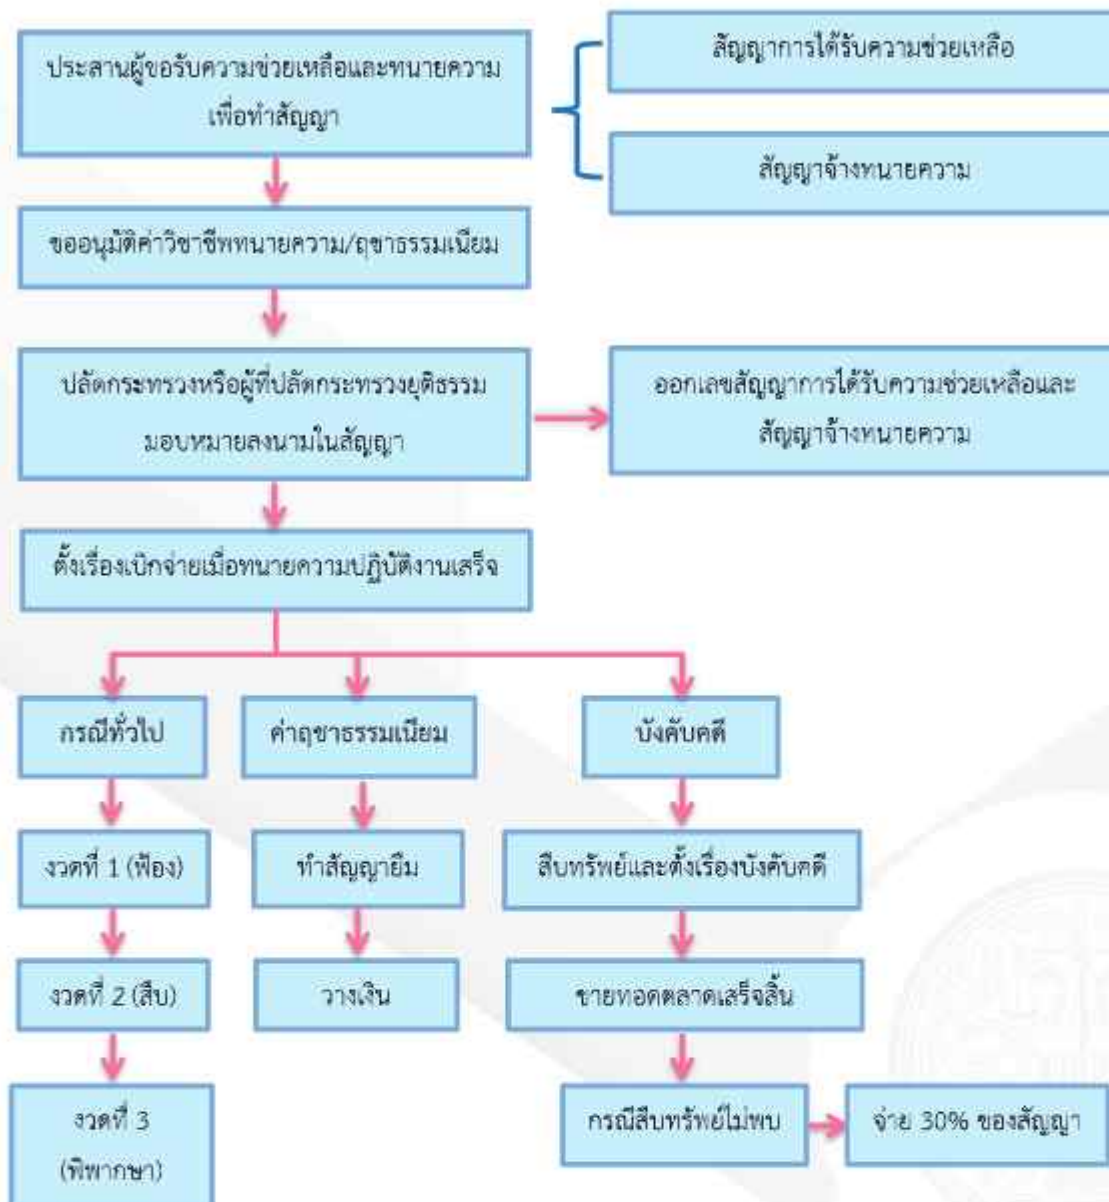 ประสานผู้ขอรับความช่วยเหลือและทนายความ
เพื่อทำสัญญา
สัญญาการได้รับความช่วยเหลือ
สัญญาจ้างทนายความ
ขออนุมัติค่าวิชาชีพทนายความ/ฤชาธรรมเนียม
ปลัดกระทรวงหรือผู้ที่ปลัดกระทรวงยุติธรรม
มอบหมายลงนามในสัญญา
ออกเลขสัญญาการได้รับความช่วยเหลือและ
สัญญาจ้างทนายความ
ตั้งเรื่องเบิกจ่ายเมื่อทนายความปฏิบัติงานเสร็จ
กรณีทั่วไป
ค่าฤชาธรรมเนียม
บังคับคดี
งวดที่ 1 (ฟ้อง)
ทำสัญญายืม
สืบทรัพย์และตั้งเรื่องบังคับคดี
งวดที่ 2 (สืบ)
วางเงิน
ขายทอดตลาดเสร็จสิ้น
งวดที่ 3
(พิพากษา)
กรณีสืบทรัพย์ไม่พบ
จ่าย 30% ของสัญญา